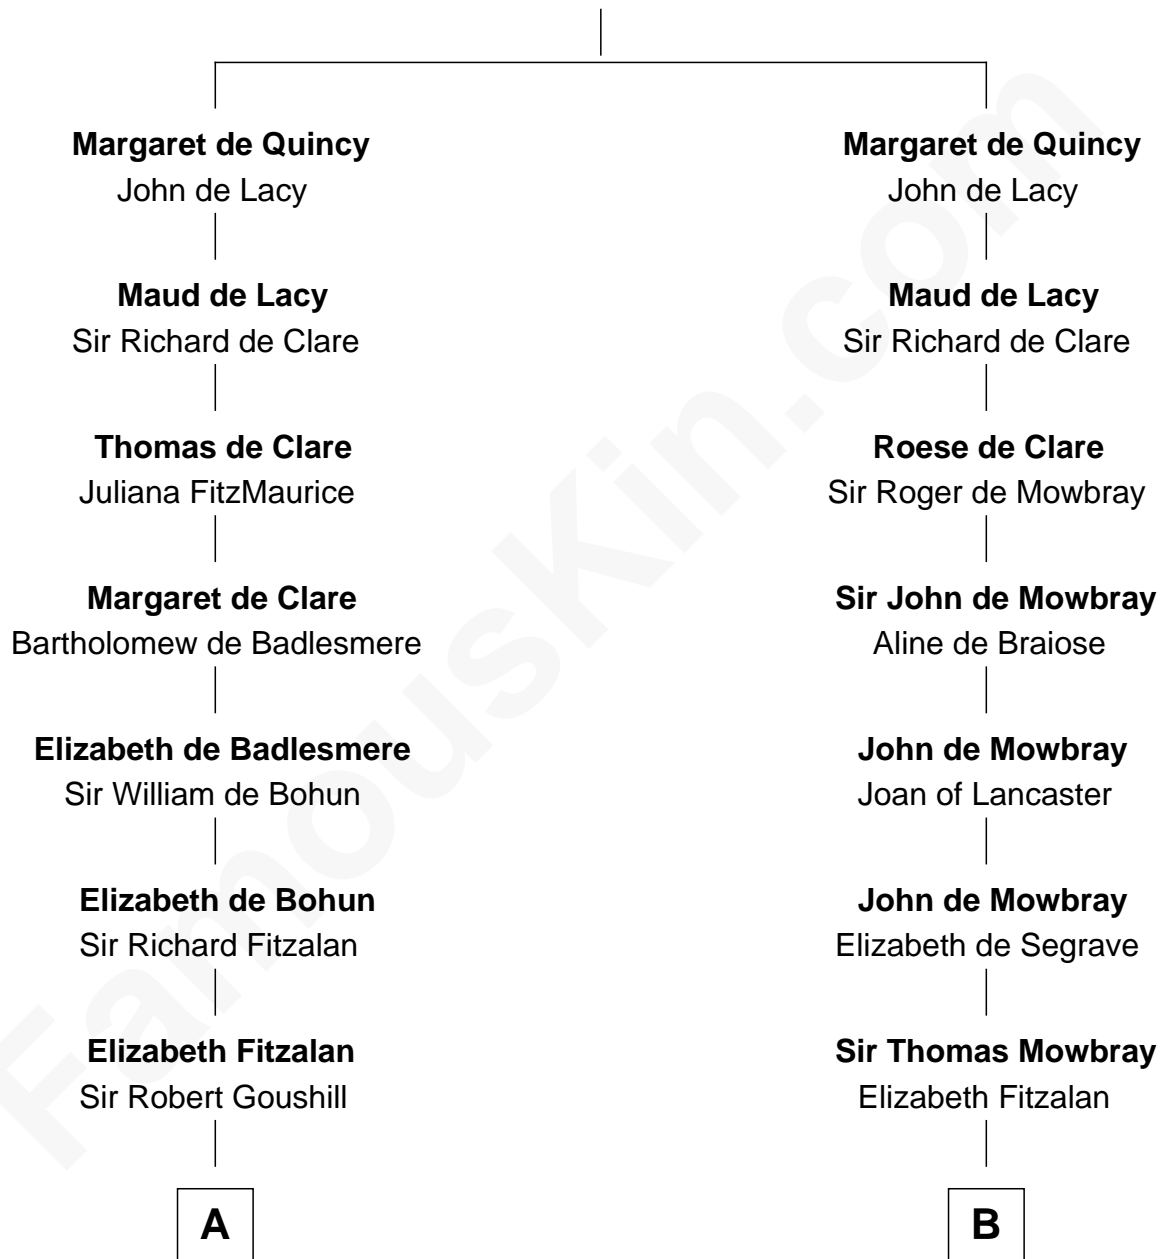 Margaret de Quincy
John de Lacy
Maud de Lacy
Sir Richard de Clare
Thomas de Clare
Juliana FitzMaurice
Margaret de Clare
Bartholomew de Badlesmere
Elizabeth de Badlesmere
Sir William de Bohun
Elizabeth de Bohun
Sir Richard Fitzalan
Elizabeth Fitzalan
Sir Robert Goushill
A
Margaret de Quincy
John de Lacy
Maud de Lacy
Sir Richard de Clare
Roese de Clare
Sir Roger de Mowbray
Sir John de Mowbray
Aline de Braiose
John de Mowbray
Joan of Lancaster
John de Mowbray
Elizabeth de Segrave
Sir Thomas Mowbray
Elizabeth Fitzalan
B
FamousKin.com